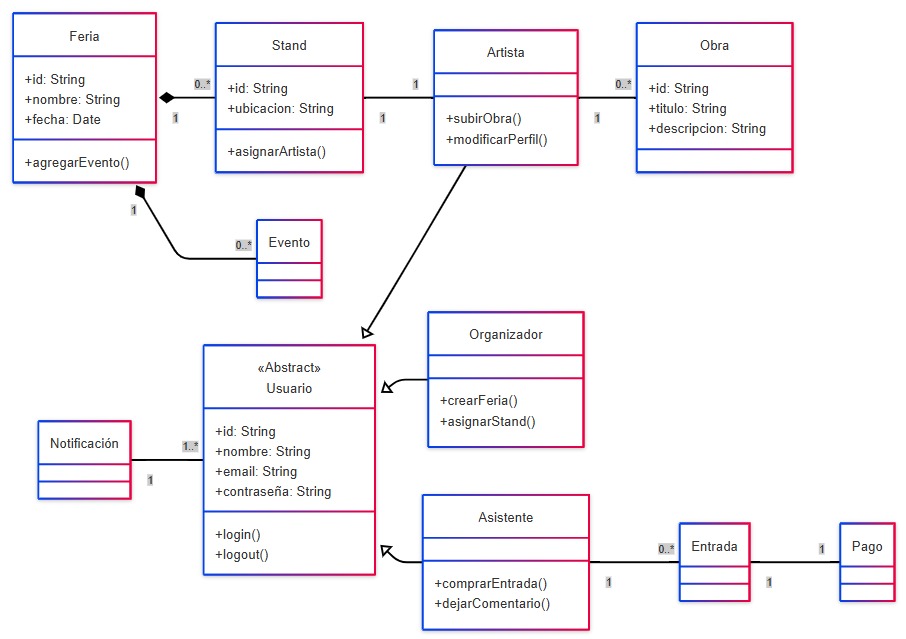 Feria
+id: String
+nombre: String
+fecha: Date
+agregarEvento()
0..*
1
Stand
+id: String
+ubicacion: String
+asignarArtista()
1
1
Artista
+subirObra()
+modificarPerfil()
0..*
1
Obra
+id: String
+titulo: String
+descripcion: String
1
0..*
Evento
«Abstract»
Usuario
+id: String
+nombre: String
+email: String
+contraseña: String
+login()
+logout()
Organizador
+crearFeria()
+asignarStand()
Notificación
1..*
1
Asistente
+comprarEntrada()
+dejarComentario()
0..*
1
Entrada
1
1
Pago